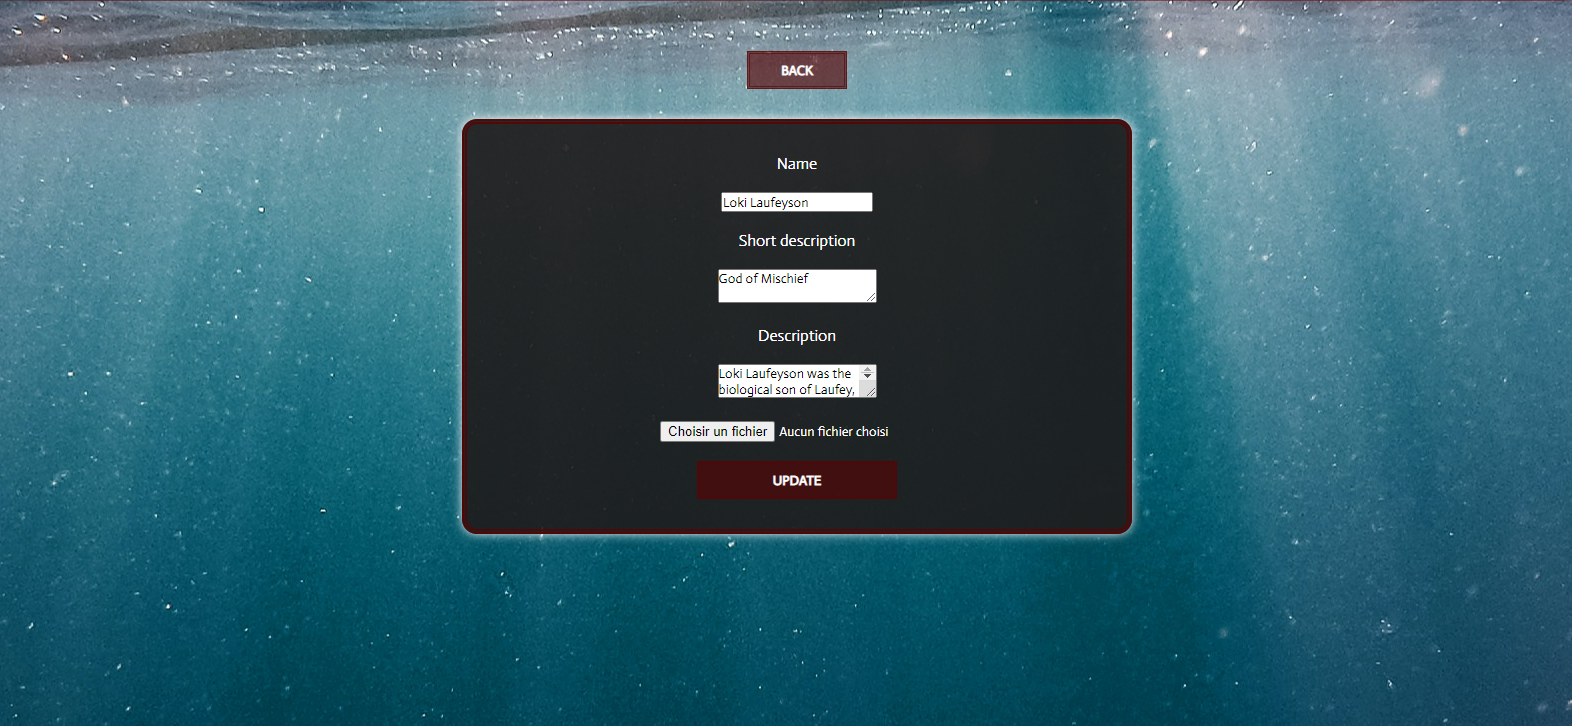 BACK
Name
Loki Laufeyson
Short description
God of Mischief
Description
Loki Laufeyson was the
biological son of Laufey,
Choisir un fichier Aucun fichier choisi
UPDATE